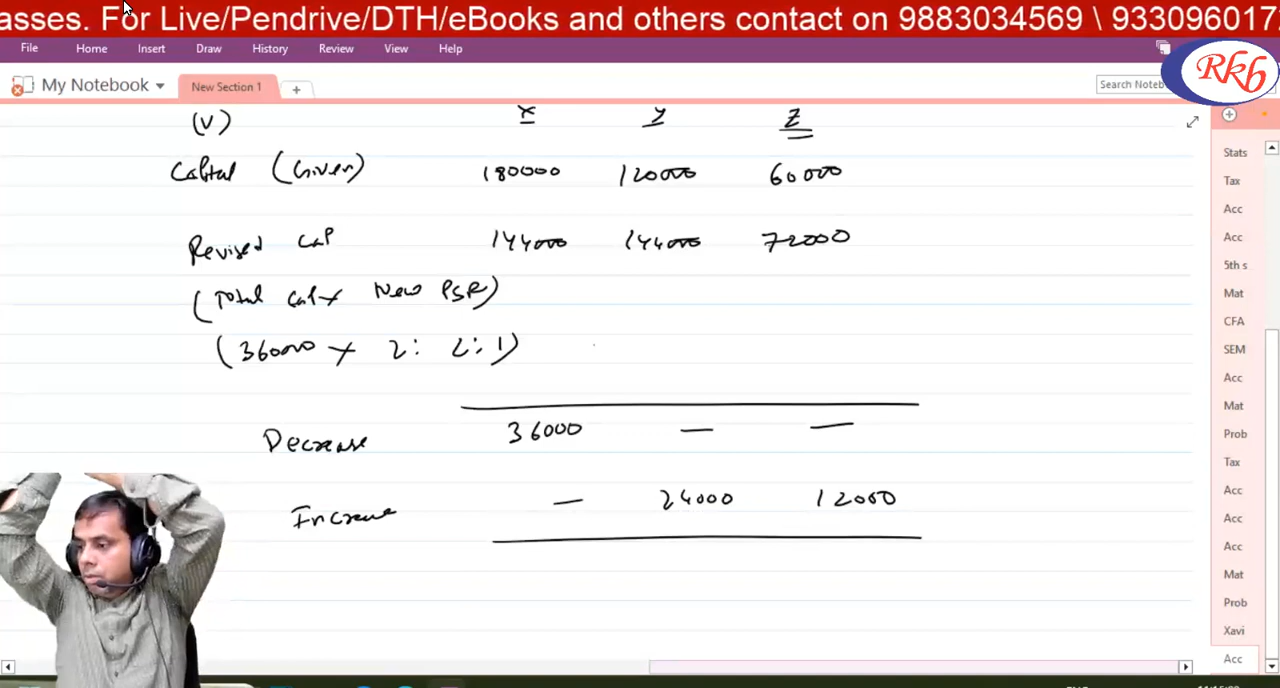 asses. For Live/Pendrive/DTH/eBooks and others contact on 9883034569 \ 933096017
File Home Insert Draw History Review View Help
Rkb
My Notebook New Section 1 + Search Noteb
(V) X Y Z
Capital (Given) 180000 120000 60000
Revised Cap 144000 144000 72000
(Total Cap x New PSR)
(360000 x 2: 2: 1)
Decrease 36000 — —
Increase — 24000 12000
Stats
Tax
Acc
Acc
5th s
Mat
CFA
SEM
Acc
Mat
Prob
Tax
Acc
Acc
Acc
Mat
Prob
Xavi
Acc